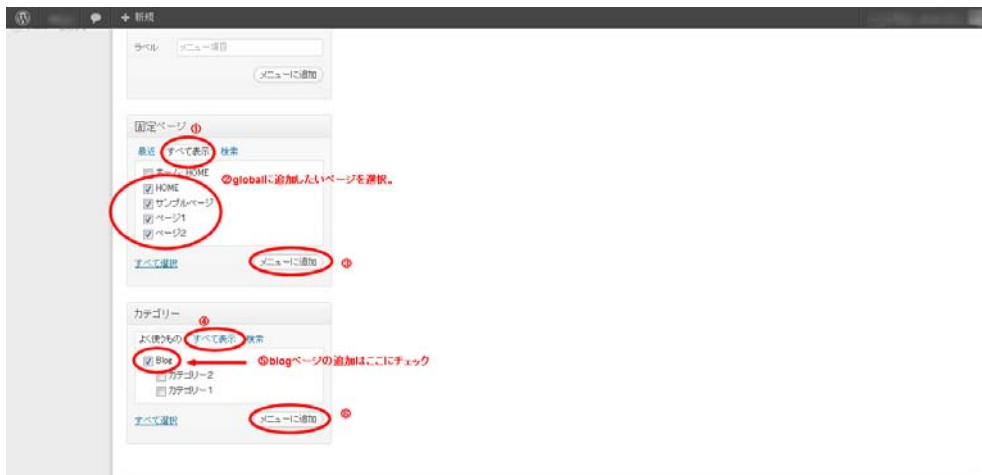 新規
ラベル メニュー項目
メニューに追加
固定ページ ①
最近 すべて表示 検索
ホーム: HOME
②globalに追加したいページを選択。
HOME
サンプルページ
ページ1
ページ2
すべて選択 メニューに追加 ③
カテゴリー
④
よく使うもの すべて表示 検索
Blog ⑤blogページの追加はここにチェック
カテゴリー2
カテゴリー1
すべて選択 メニューに追加 ⑥